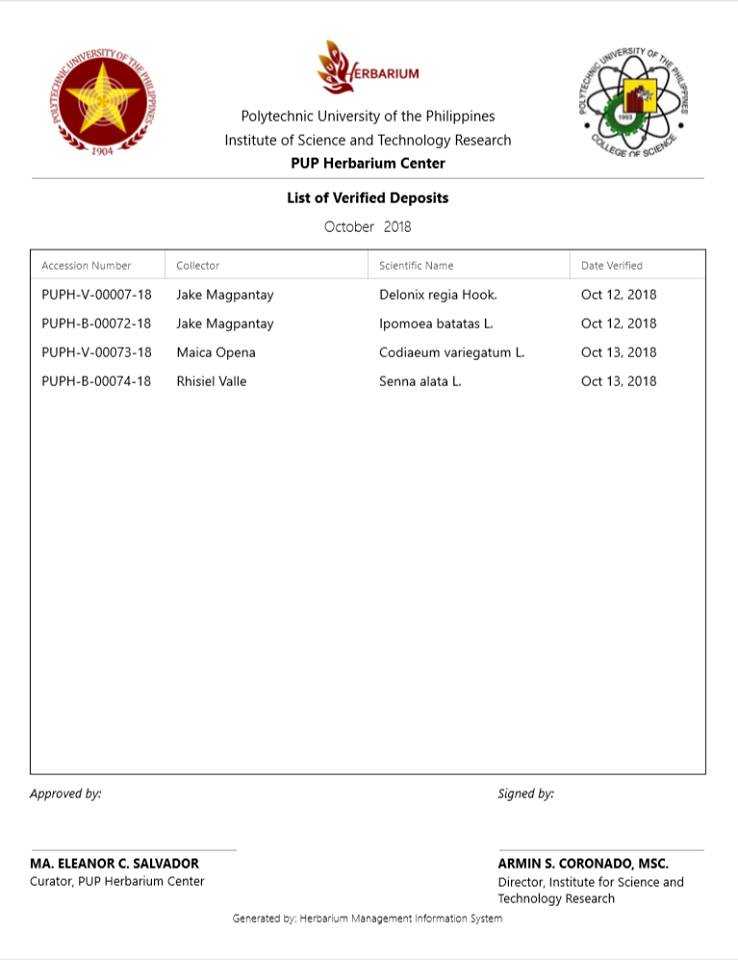 POLYTECHNIC UNIVERSITY OF THE PHILIPPINES
1904
PUP HERBARIUM
POLYTECHNIC UNIVERSITY OF THE PHILIPPINES
1993
COLLEGE OF SCIENCE
Polytechnic University of the Philippines
Institute of Science and Technology Research
PUP Herbarium Center
List of Verified Deposits
October 2018
Accession Number Collector Scientific Name Date Verified
PUPH-V-00007-18 Jake Magpantay Delonix regia Hook. Oct 12, 2018
PUPH-B-00072-18 Jake Magpantay Ipomoea batatas L. Oct 12, 2018
PUPH-V-00073-18 Maica Opena Codiaeum variegatum L. Oct 13, 2018
PUPH-B-00074-18 Rhisiel Valle Senna alata L. Oct 13, 2018
Approved by: Signed by:
MA. ELEANOR C. SALVADOR ARMIN S. CORONADO, MSC.
Curator, PUP Herbarium Center Director, Institute for Science and
Technology Research
Generated by: Herbarium Management Information System